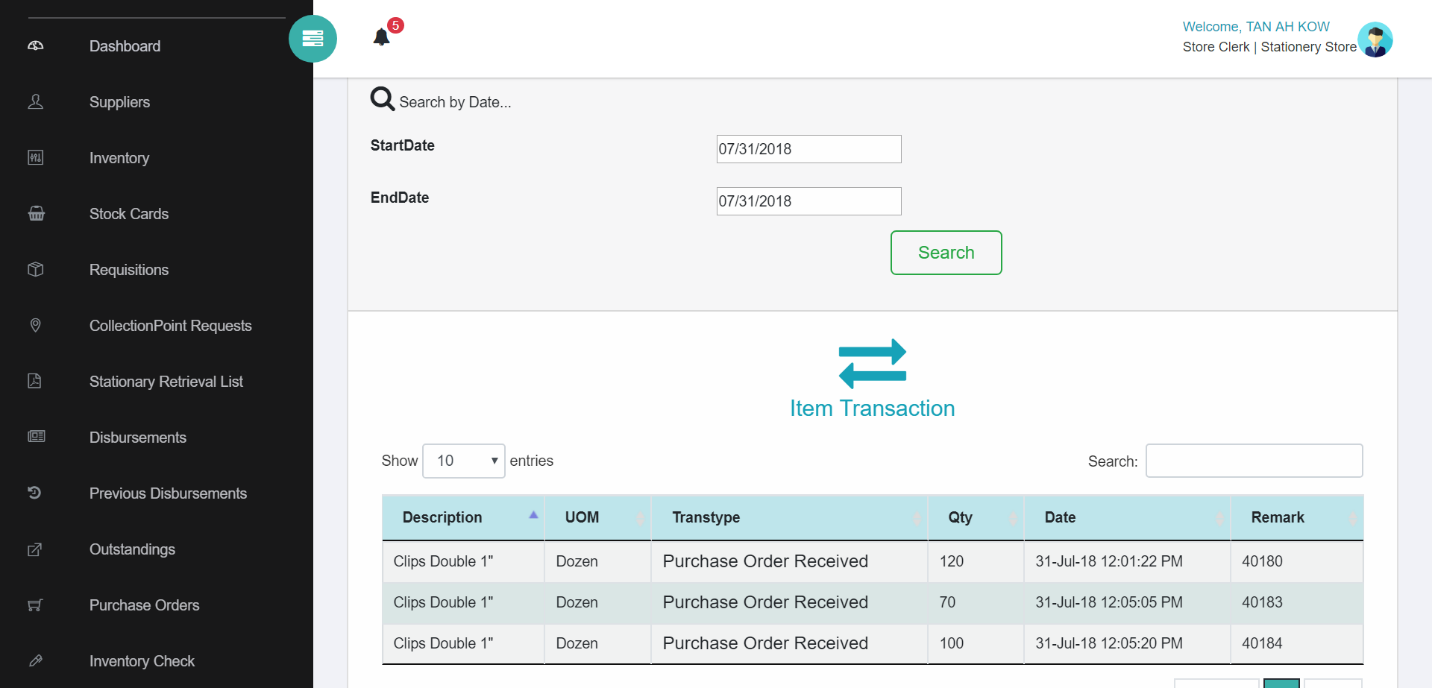 Dashboard
Suppliers
Inventory
Stock Cards
Requisitions
CollectionPoint Requests
Stationary Retrieval List
Disbursements
Previous Disbursements
Outstandings
Purchase Orders
Inventory Check
5
Welcome, TAN AH KOW
Store Clerk | Stationery Store
Search by Date...
StartDate 07/31/2018
EndDate 07/31/2018
Search
Item Transaction
Show 10 entries Search:
Description UOM Transtype Qty Date Remark
Clips Double 1" Dozen Purchase Order Received 120 31-Jul-18 12:01:22 PM 40180
Clips Double 1" Dozen Purchase Order Received 70 31-Jul-18 12:05:05 PM 40183
Clips Double 1" Dozen Purchase Order Received 100 31-Jul-18 12:05:20 PM 40184